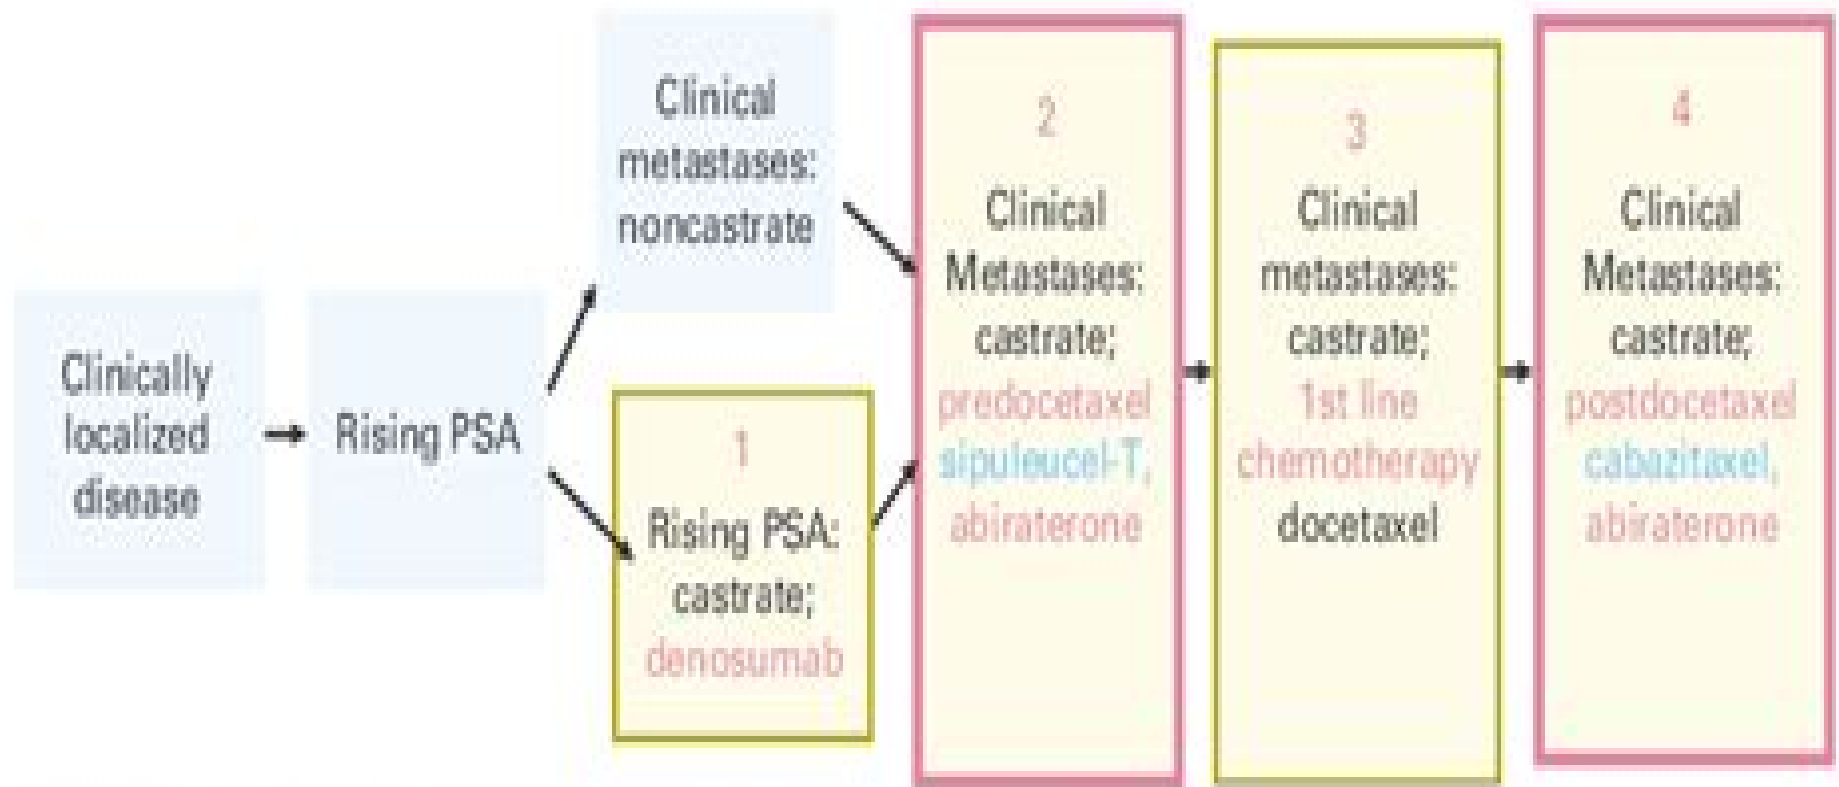 Clinically
localized
disease
Rising PSA
Clinical
metastases:
noncastrate
1
Rising PSA:
castrate;
denosumab
2
Clinical
Metastases:
castrate;
predocetaxel
sipuleucel-T,
abiraterone
3
Clinical
metastases:
castrate;
1st line
chemotherapy
docetaxel
4
Clinical
Metastases:
castrate;
postdocetaxel
cabazitaxel,
abiraterone